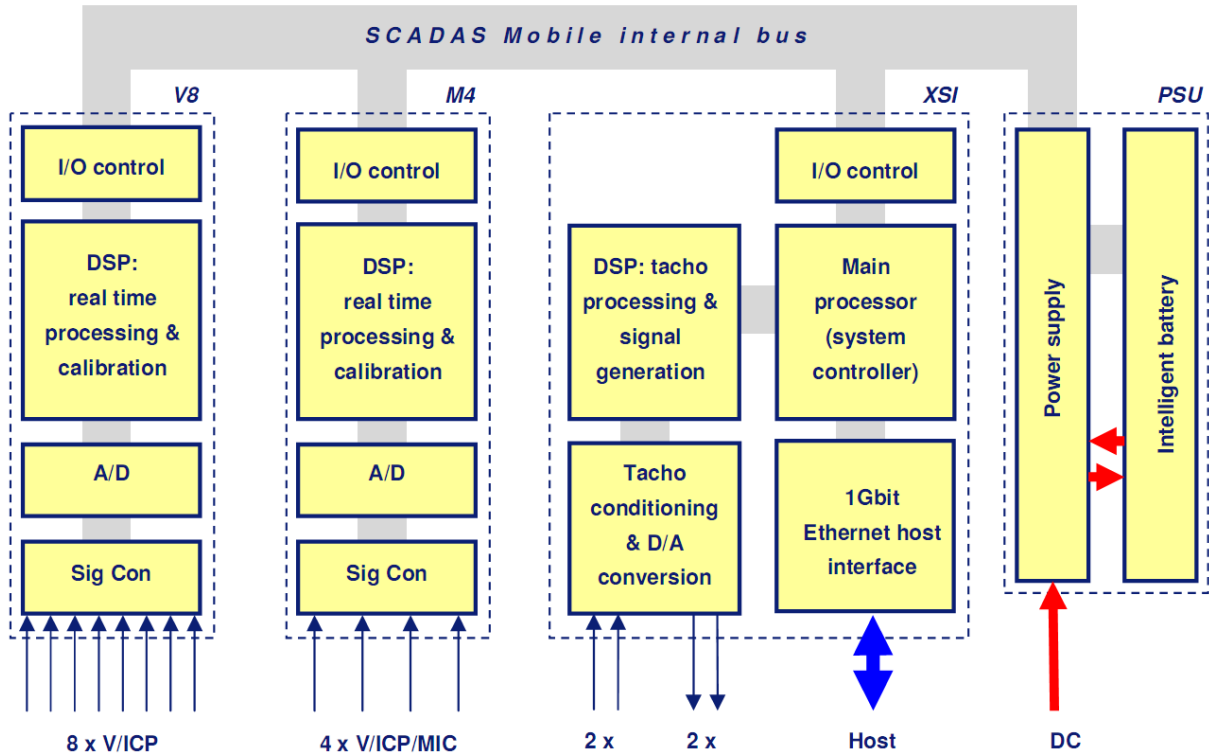 SCADAS Mobile internal bus
V8
I/O control
DSP:
real time
processing &
calibration
A/D
Sig Con
8 x V/ICP
M4
I/O control
DSP:
real time
processing &
calibration
A/D
Sig Con
4 x V/ICP/MIC
XSI
I/O control
DSP: tacho
processing &
signal
generation
Main
processor
(system
controller)
Tacho
conditioning
& D/A
conversion
1Gbit
Ethernet host
interface
2 x
2 x
Host
PSU
Power supply
Intelligent battery
DC